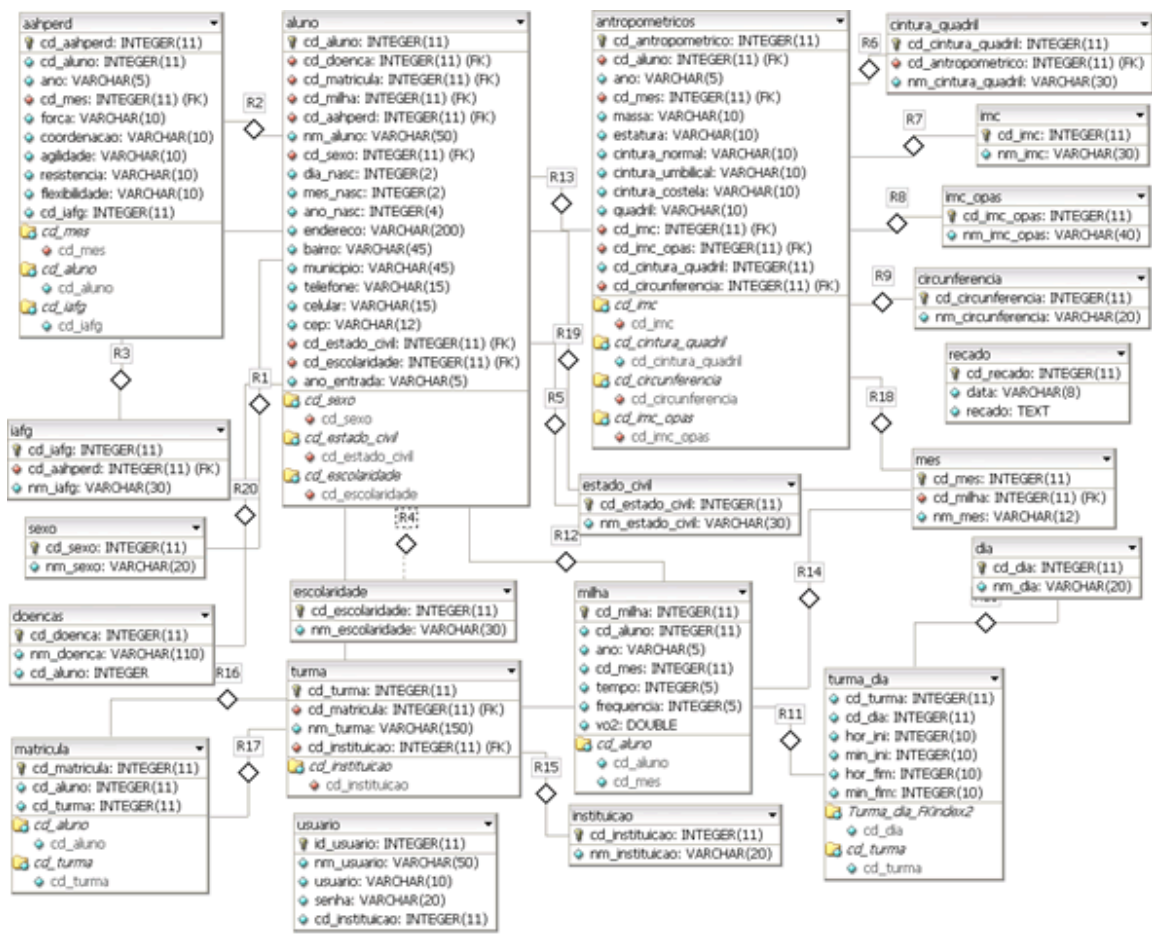 aahperd
cd_aahperd: INTEGER(11)
cd_aluno: INTEGER(11)
ano: VARCHAR(5)
cd_mes: INTEGER(11) (FK)
forca: VARCHAR(10)
coordenacao: VARCHAR(10)
agilidade: VARCHAR(10)
resistencia: VARCHAR(10)
flexibilidade: VARCHAR(10)
cd_iafg: INTEGER(11)
cd_mes
cd_mes
cd_aluno
cd_aluno
cd_iafg
cd_iafg
R2
aluno
cd_aluno: INTEGER(11)
cd_doenca: INTEGER(11) (FK)
cd_matricula: INTEGER(11) (FK)
cd_milha: INTEGER(11) (FK)
cd_aahperd: INTEGER(11) (FK)
nm_aluno: VARCHAR(50)
cd_sexo: INTEGER(11) (FK)
dia_nasc: INTEGER(2)
mes_nasc: INTEGER(2)
ano_nasc: INTEGER(4)
endereco: VARCHAR(200)
bairro: VARCHAR(45)
municipio: VARCHAR(45)
telefone: VARCHAR(15)
celular: VARCHAR(15)
cep: VARCHAR(12)
cd_estado_civil: INTEGER(11) (FK)
cd_escolaridade: INTEGER(11) (FK)
ano_entrada: VARCHAR(5)
cd_sexo
cd_sexo
cd_estado_civil
cd_estado_civil
cd_escolaridade
cd_escolaridade
R13
R19
R5
antropometricos
cd_antropometrico: INTEGER(11)
cd_aluno: INTEGER(11) (FK)
ano: VARCHAR(5)
cd_mes: INTEGER(11) (FK)
massa: VARCHAR(10)
estatura: VARCHAR(10)
cintura_normal: VARCHAR(10)
cintura_umbilical: VARCHAR(10)
cintura_costela: VARCHAR(10)
quadril: VARCHAR(10)
cd_imc: INTEGER(11) (FK)
cd_imc_opas: INTEGER(11) (FK)
cd_cintura_quadril: INTEGER(11)
cd_circunferencia: INTEGER(11) (FK)
cd_imc
cd_imc
cd_cintura_quadril
cd_cintura_quadril
cd_circunferencia
cd_circunferencia
cd_imc_opas
cd_imc_opas
R6
cintura_quadril
cd_cintura_quadril: INTEGER(11)
cd_antropometrico: INTEGER(11) (FK)
nm_cintura_quadril: VARCHAR(30)
R7
imc
cd_imc: INTEGER(11)
nm_imc: VARCHAR(30)
R8
imc_opas
cd_imc_opas: INTEGER(11)
nm_imc_opas: VARCHAR(40)
R9
circunferencia
cd_circunferencia: INTEGER(11)
nm_circunferencia: VARCHAR(20)
recado
cd_recado: INTEGER(11)
data: VARCHAR(8)
recado: TEXT
R18
R3
R1
iafg
cd_iafg: INTEGER(11)
cd_aahperd: INTEGER(11) (FK)
nm_iafg: VARCHAR(30)
R20
mes
cd_mes: INTEGER(11)
cd_milha: INTEGER(11) (FK)
nm_mes: VARCHAR(12)
estado_civil
cd_estado_civil: INTEGER(11)
nm_estado_civil: VARCHAR(30)
R4
R12
sexo
cd_sexo: INTEGER(11)
nm_sexo: VARCHAR(20)
dia
cd_dia: INTEGER(11)
nm_dia: VARCHAR(20)
R14
escolaridade
cd_escolaridade: INTEGER(11)
nm_escolaridade: VARCHAR(30)
milha
cd_milha: INTEGER(11)
cd_aluno: INTEGER(11)
ano: VARCHAR(5)
cd_mes: INTEGER(11)
tempo: INTEGER(5)
frequencia: INTEGER(5)
vo2: DOUBLE
cd_aluno
cd_aluno
cd_mes
doencas
cd_doenca: INTEGER(11)
nm_doenca: VARCHAR(110)
cd_aluno: INTEGER
R16
turma
cd_turma: INTEGER(11)
cd_matricula: INTEGER(11) (FK)
nm_turma: VARCHAR(150)
cd_instituicao: INTEGER(11) (FK)
cd_instituicao
cd_instituicao
R11
turma_dia
cd_turma: INTEGER(11)
cd_dia: INTEGER(11)
hor_ini: INTEGER(10)
min_ini: INTEGER(10)
hor_fim: INTEGER(10)
min_fim: INTEGER(10)
Turma_dia_FKIndex2
cd_dia
cd_turma
cd_turma
matricula
cd_matricula: INTEGER(11)
cd_aluno: INTEGER(11)
cd_turma: INTEGER(11)
cd_aluno
cd_aluno
cd_turma
cd_turma
R17
R15
instituicao
cd_instituicao: INTEGER(11)
nm_instituicao: VARCHAR(20)
usuario
id_usuario: INTEGER(11)
nm_usuario: VARCHAR(50)
usuario: VARCHAR(10)
senha: VARCHAR(20)
cd_instituicao: INTEGER(11)